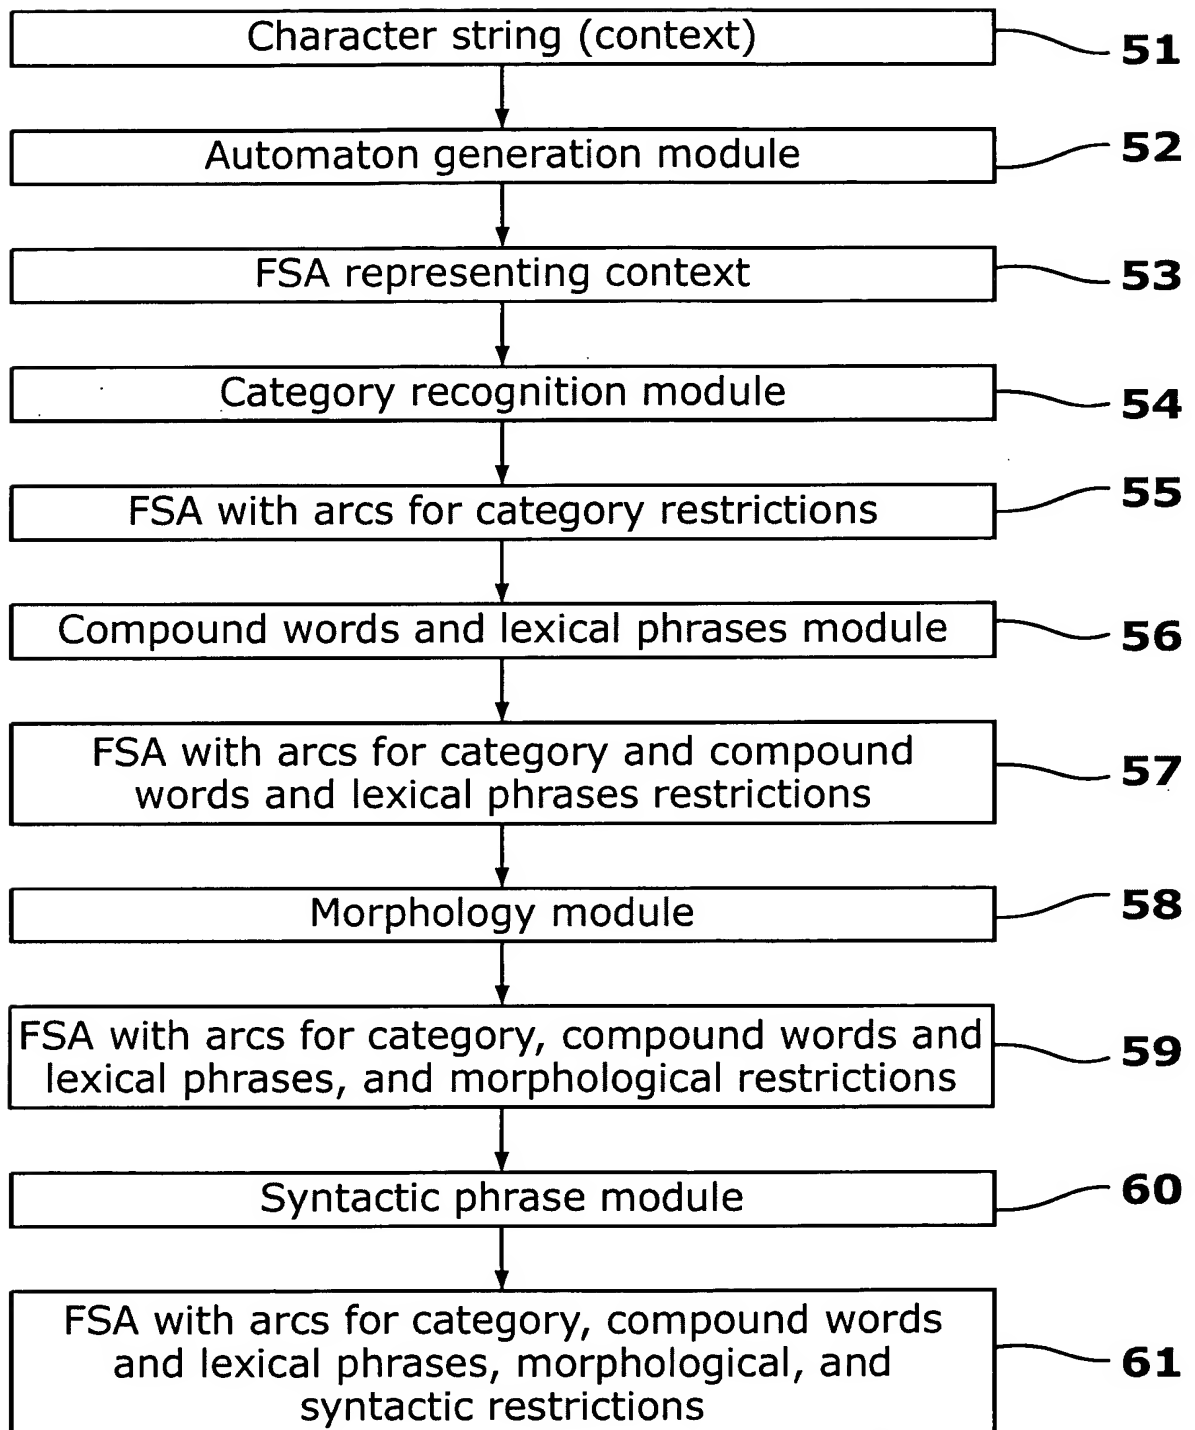 Character string (context)
51
Automaton generation module
52
FSA representing context
53
Category recognition module
54
FSA with arcs for category restrictions
55
Compound words and lexical phrases module
56
FSA with arcs for category and compound
words and lexical phrases restrictions
57
Morphology module
58
FSA with arcs for category, compound words and
lexical phrases, and morphological restrictions
59
Syntactic phrase module
60
FSA with arcs for category, compound words
and lexical phrases, morphological, and
syntactic restrictions
61